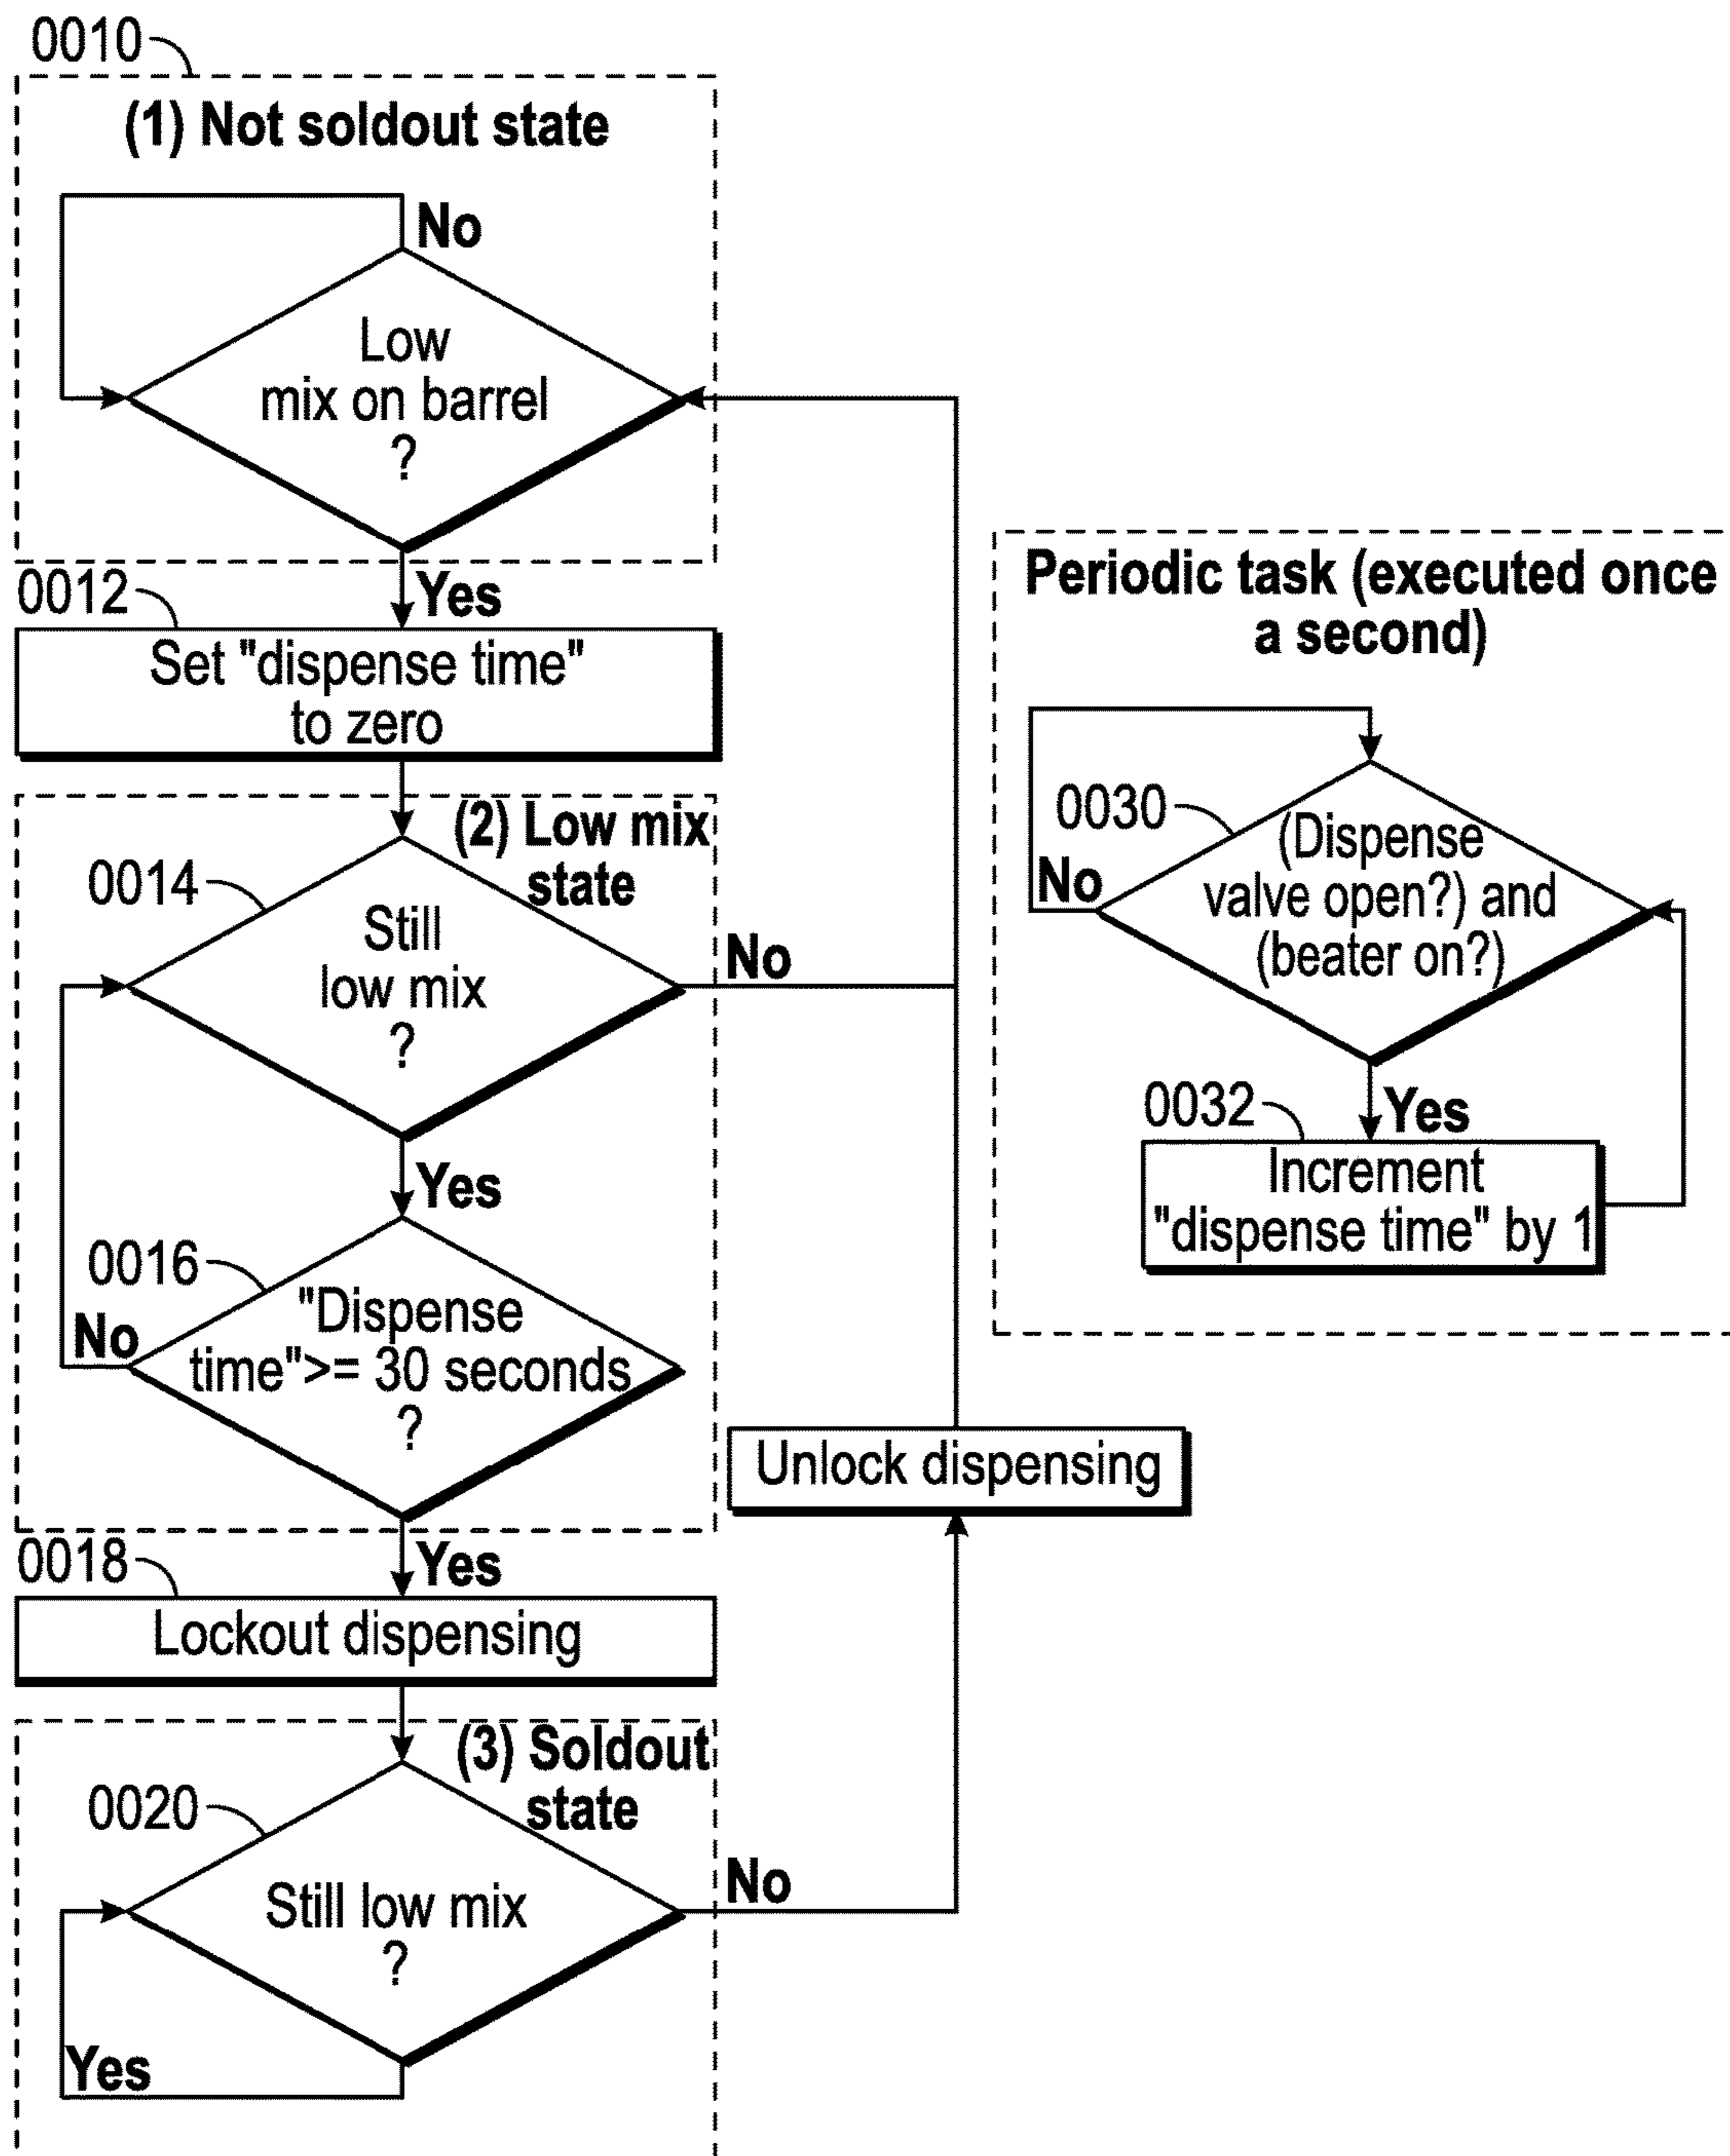 0010
(1) Not soldout state
No
Low
mix on barrel
?
Yes
0012
Set "dispense time"
to zero
(2) Low mix
state
0014
Still
low mix
?
No
Yes
0016
"Dispense
time">= 30 seconds
?
No
Yes
0018
Lockout dispensing
(3) Soldout
state
0020
Still low mix
?
No
Yes
Unlock dispensing
Periodic task (executed once
a second)
0030
(Dispense
valve open?) and
(beater on?)
No
Yes
0032
Increment
"dispense time" by 1